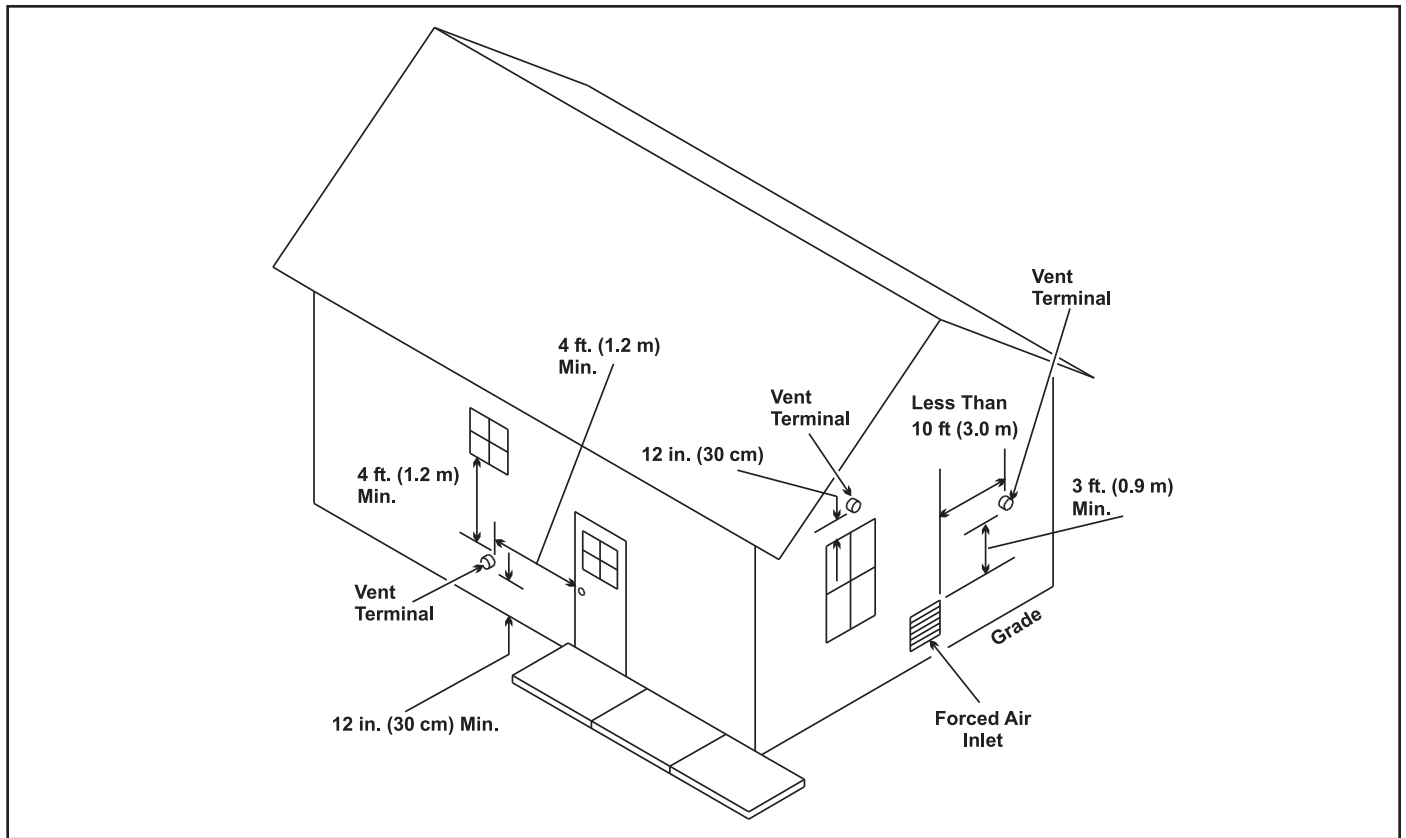 Vent
Terminal
4 ft. (1.2 m)
Min.
Vent
Terminal
Less Than
10 ft (3.0 m)
12 in. (30 cm)
4 ft. (1.2 m)
Min.
3 ft. (0.9 m)
Min.
Vent
Terminal
Grade
12 in. (30 cm) Min.
Forced Air
Inlet